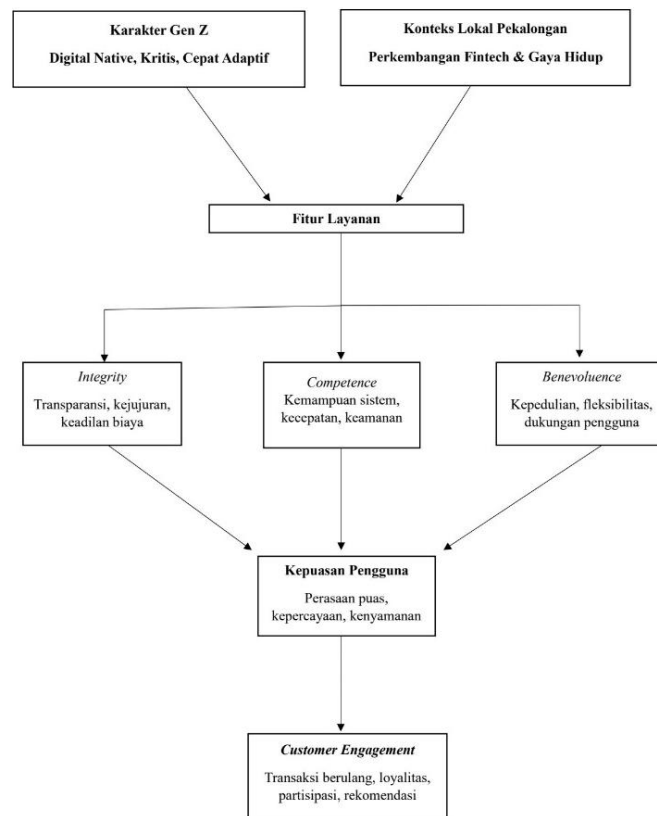 Karakter Gen Z
Digital Native, Kritis, Cepat Adaptif
Konteks Lokal Pekalongan
Perkembangan Fintech & Gaya Hidup
Fitur Layanan
Integrity
Transparansi, kejujuran,
keadilan biaya
Competence
Kemampuan sistem,
kecepatan, keamanan
Benevoluence
Kepedulian, fleksibilitas,
dukungan pengguna
Kepuasan Pengguna
Perasaan puas,
kepercayaan, kenyamanan
Customer Engagement
Transaksi berulang, loyalitas,
partisipasi, rekomendasi